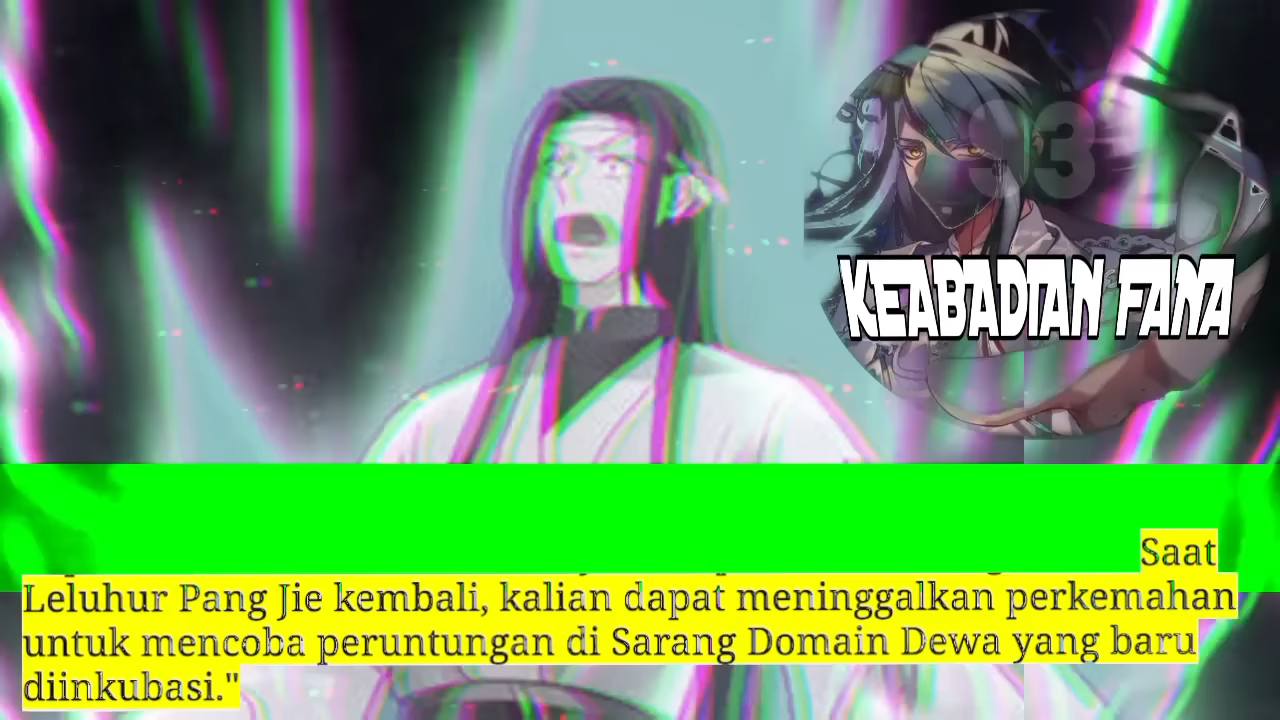 93
KEABADIAN FANA
Saat
Leluhur Pang Jie kembali, kalian dapat meninggalkan perkemahan
untuk mencoba peruntungan di Sarang Domain Dewa yang baru
diinkubasi."